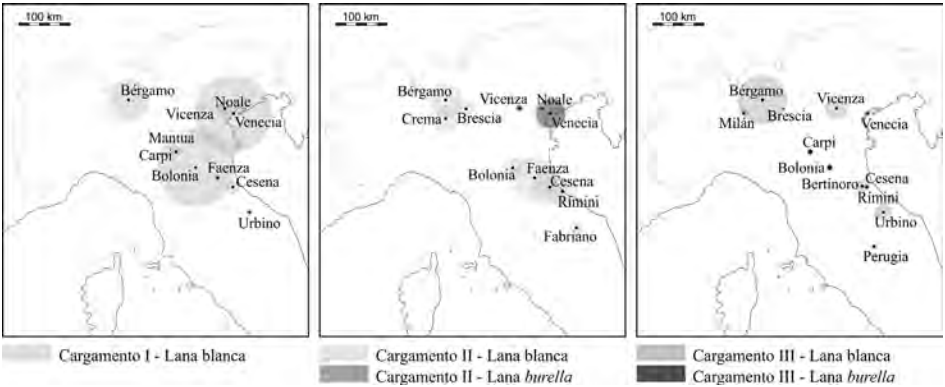 100 km
Bérgamo
Noale
Vicenza
Venecia
Mantua
Carpi
Bolonia
Faenza
Cesena
Urbino
Cargamento I - Lana blanca
100 km
Bérgamo
Vicenza
Noale
Crema
Brescia
Venecia
Bolonia
Faenza
Cesena
Rímini
Fabriano
Cargamento II - Lana blanca
Cargamento II - Lana burella
100 km
Bérgamo
Vicenza
Milán
Brescia
Venecia
Carpi
Bolonia
Cesena
Bertinoro
Rímini
Urbino
Perugia
Cargamento III - Lana blanca
Cargamento III - Lana burella